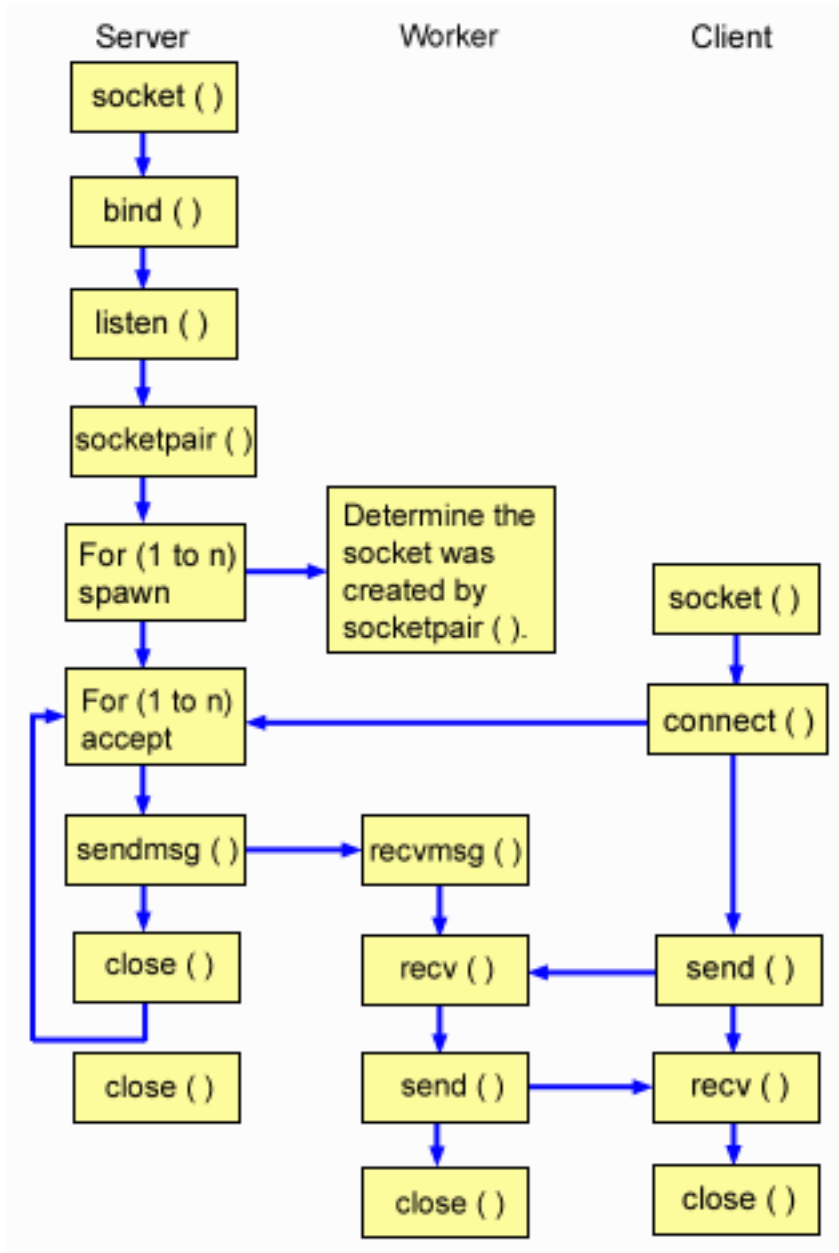 Server
Worker
Client
socket ( )
bind ( )
listen ( )
socketpair ( )
For (1 to n)
spawn
Determine the
socket was
created by
socketpair ( ).
socket ( )
For (1 to n)
accept
connect ( )
sendmsg ( )
recvmsg ( )
close ( )
recv ( )
send ( )
close ( )
send ( )
recv ( )
close ( )
close ( )